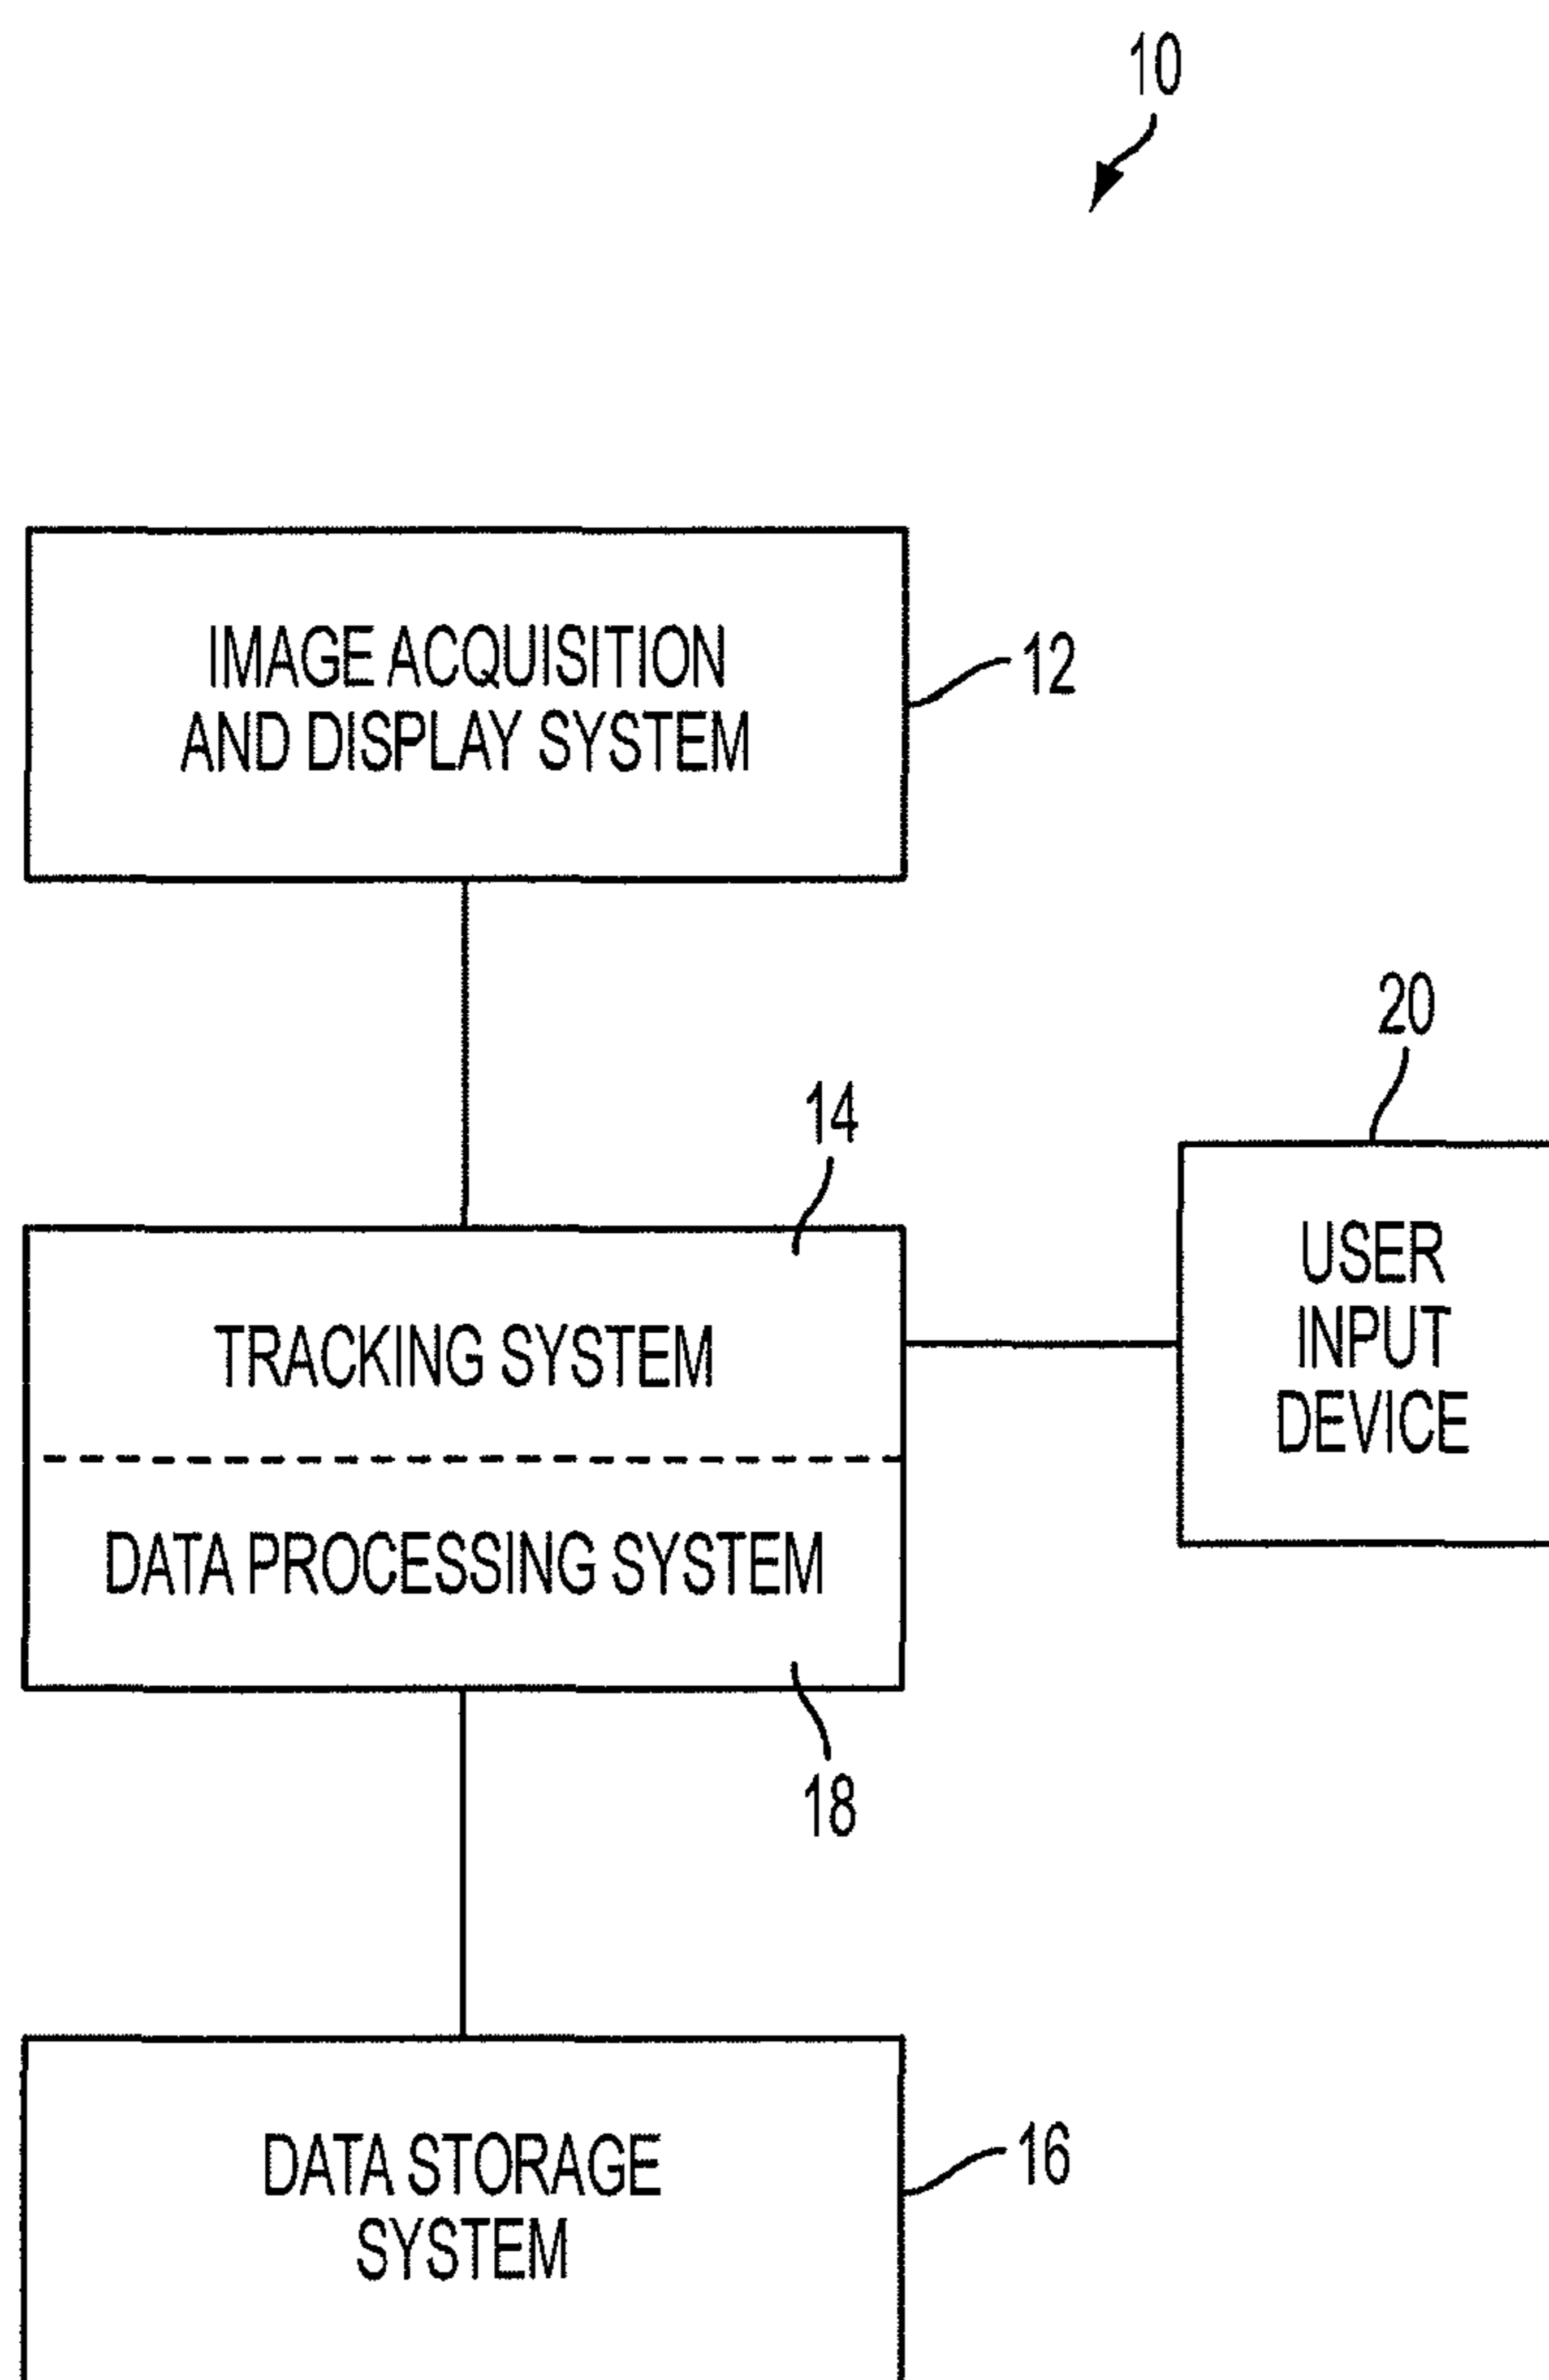 10
IMAGE ACQUISITION
AND DISPLAY SYSTEM
12
20
14
USER
INPUT
DEVICE
TRACKING SYSTEM
DATA PROCESSING SYSTEM
18
DATA STORAGE
SYSTEM
16